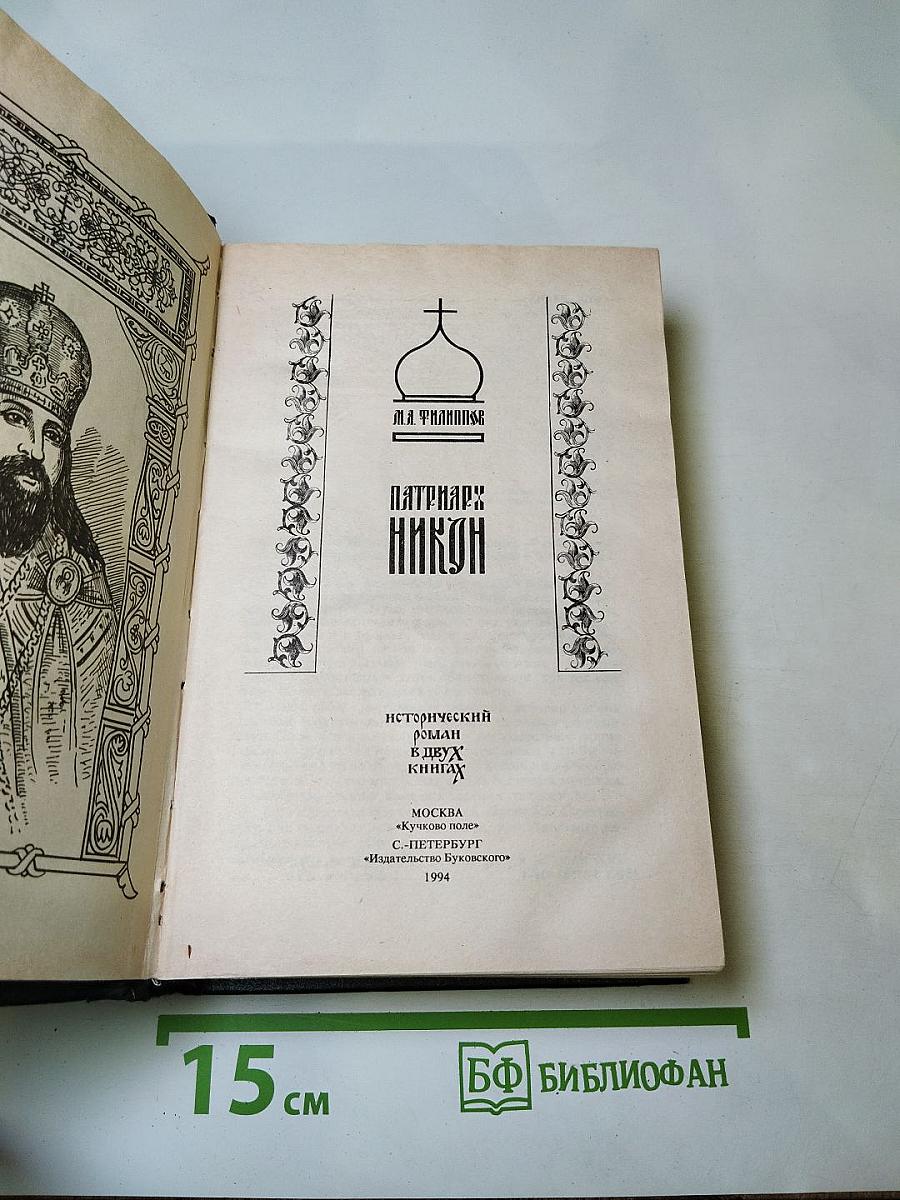 М.А. ФИЛИППОВ
ПАТРИАРХ
НИКОН
ИСТОРИЧЕСКИЙ
РОМАН
В ДВУХ
КНИГАХ
МОСКВА
«Кучково поле»
С.-ПЕТЕРБУРГ
«Издательство Буковского»
1994
15 см
БФ БИБЛИОФАН